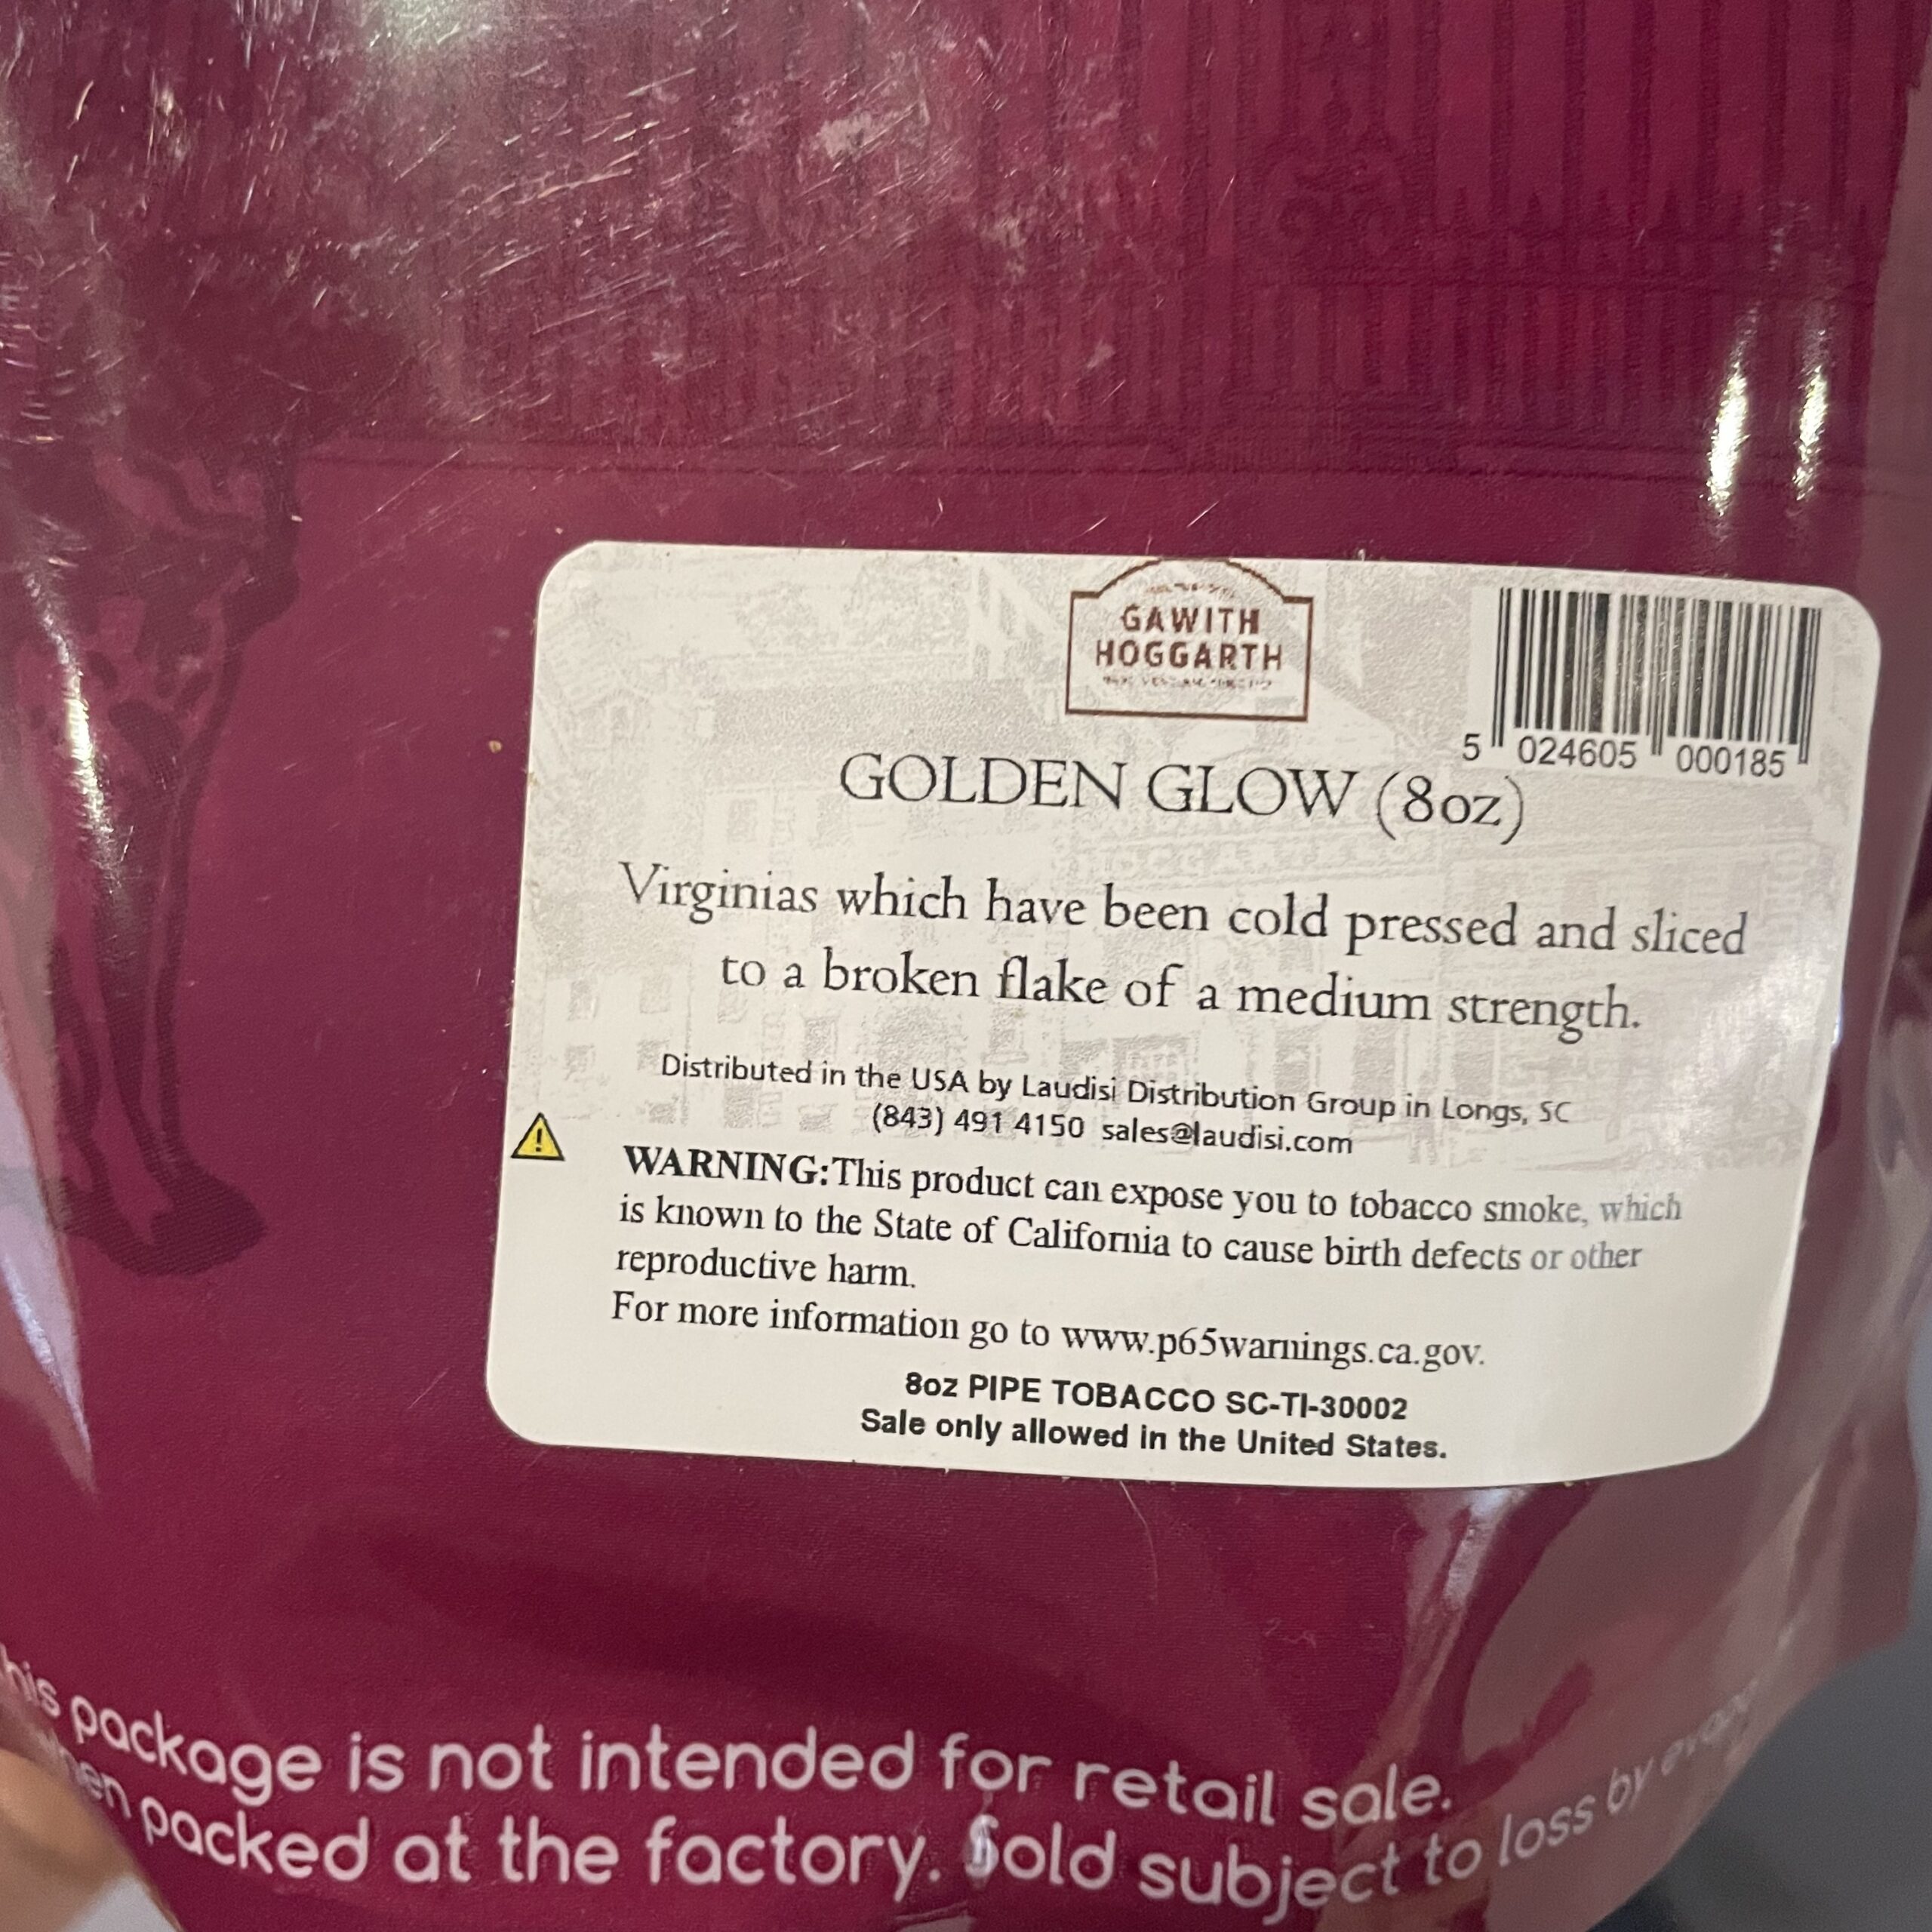 GAWITH
HOGGARTH
5 024605 000185
GOLDEN GLOW (8oz)
Virginias which have been cold pressed and sliced
to a broken flake of a medium strength.
Distributed in the USA by Laudisi Distribution Group in Longs, SC
(843) 491 4150 sales@laudisi.com
WARNING:This product can expose you to tobacco smoke, which
is known to the State of California to cause birth defects or other
reproductive harm.
For more information go to www.p65warnings.ca.gov.
8oz PIPE TOBACCO SC-TI-30002
Sale only allowed in the United States.
package is not intended for retail sale.
packed at the factory. Sold subject to loss by